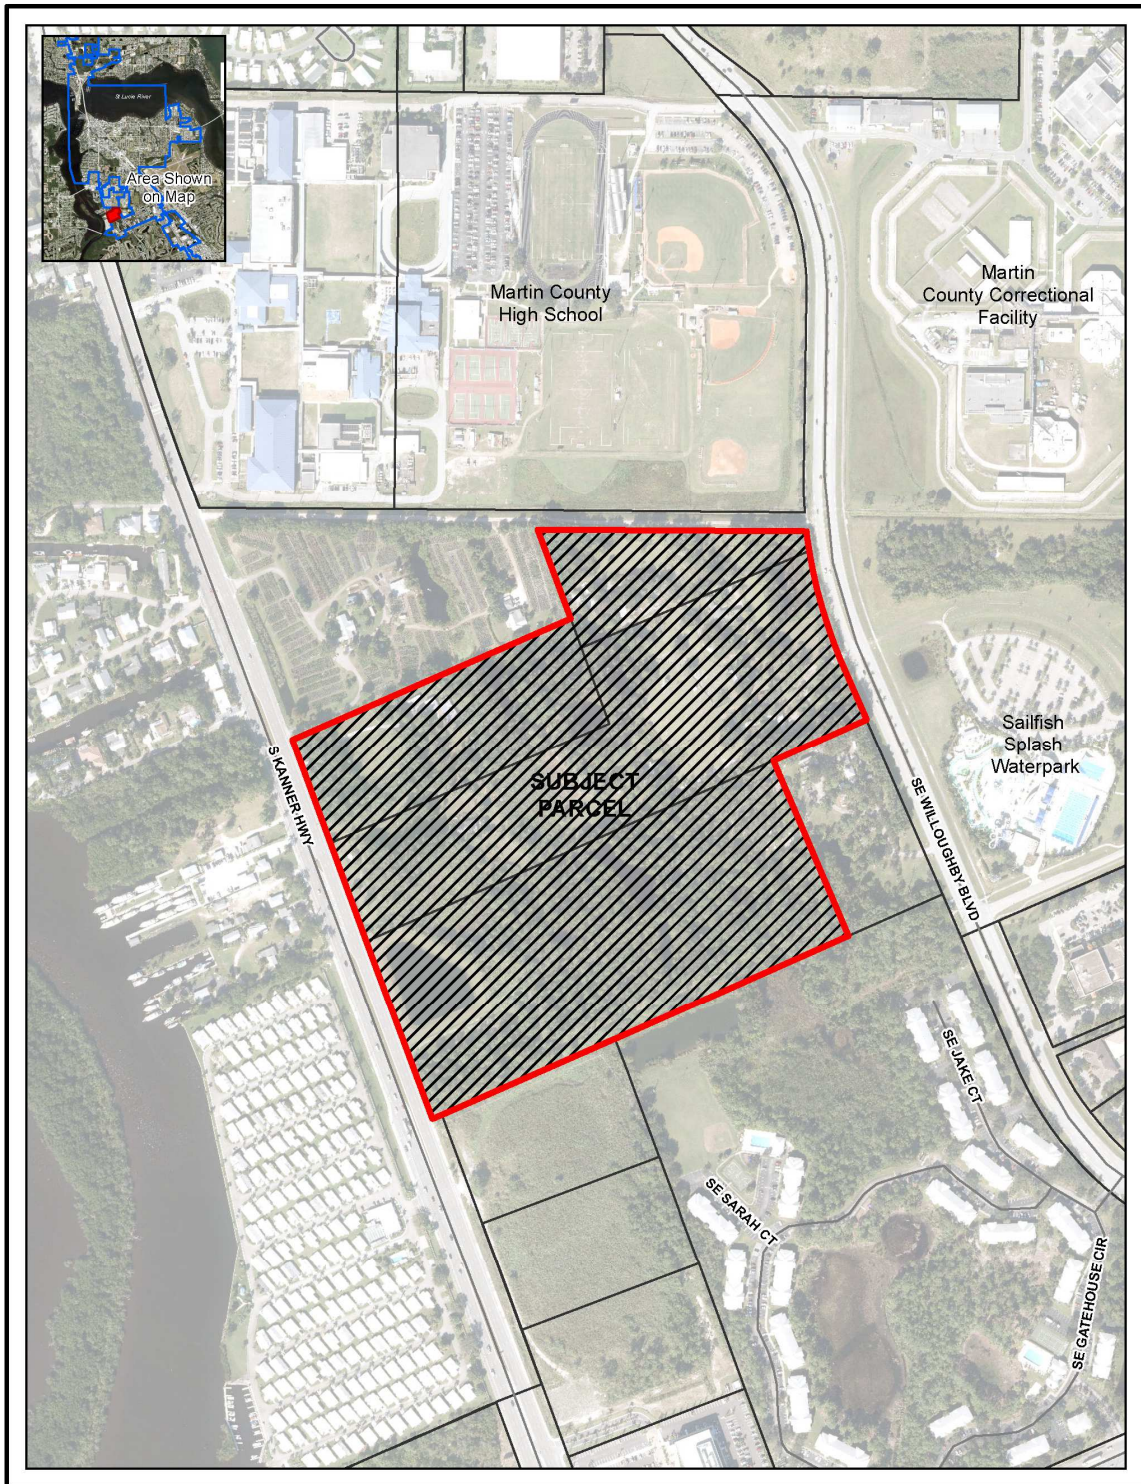 St Lucie River
Area Shown
on Map
Martin County
High School
Martin
County Correctional
Facility
Sailfish
Splash
Waterpark
SUBJECT
PARCEL
S KANNER HWY
SE WILLOUGHBY BLVD
SE JAKE CT
SE SARAH CT
SE GATEHOUSE CIR